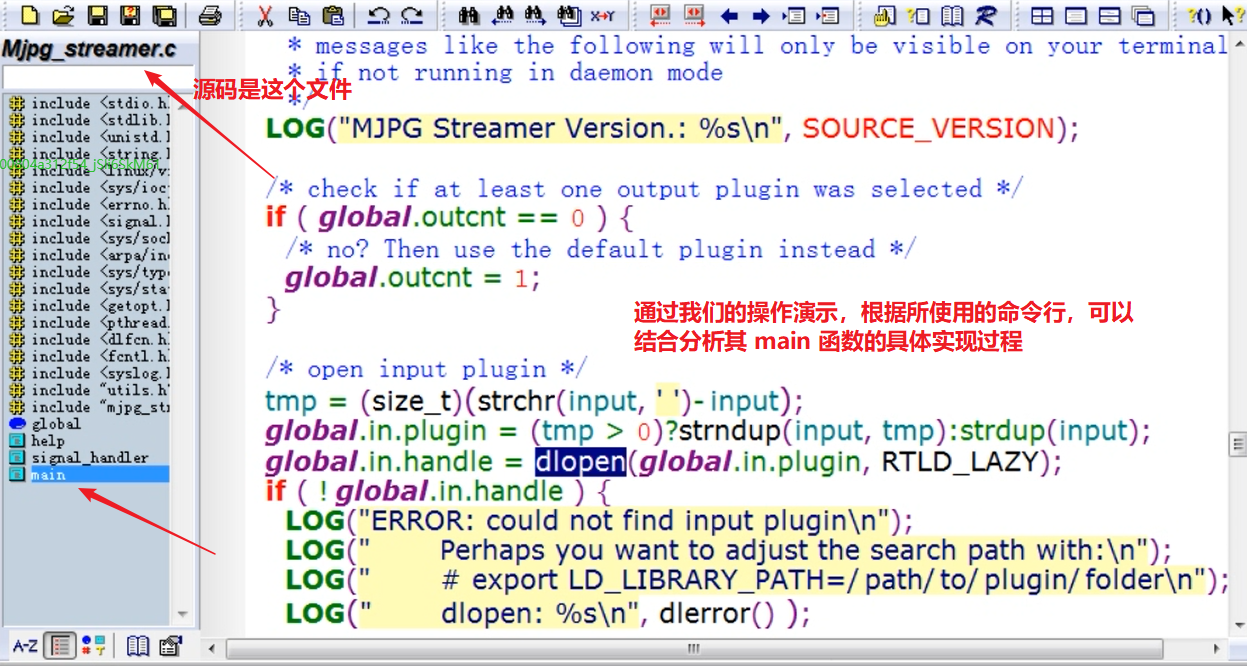 * messages like the following will only be visible on your terminal
* if not running in daemon mode
*/
LOG("MJPG Streamer Version.: %s\n", SOURCE_VERSION);
/* check if at least one output plugin was selected */
if ( global.outcnt == 0 ) {
/* no? Then use the default plugin instead */
global.outcnt = 1;
}
/* open input plugin */
tmp = (size_t)(strchr(input, ' ')-input);
global.in.plugin = (tmp > 0)?strndup(input, tmp):strdup(input);
global.in.handle = dlopen(global.in.plugin, RTLD_LAZY);
if ( !global.in.handle ) {
LOG("ERROR: could not find input plugin\n");
LOG("      Perhaps you want to adjust the search path with:\n");
LOG("      # export LD_LIBRARY_PATH=/path/to/plugin/folder\n");
LOG("      dlopen: %s\n", dlerror() );
Mjpg_streamer.c
源码是这个文件
通过我们的操作演示，根据所使用的命令行，可以
结合分析其 main 函数的具体实现过程
include <stdio.h
include <stdlib.l
include <unistd.l
include <string.l
include <linux/v
include <sys/ioc
include <errno.h
include <signal.
include <sys/socl
include <arpa/in
include <sys/typ
include <sys/sta
include <getopt.l
include <pthread.
include <dlfcn.h
include <fcntl.h
include <syslog.
include "utils.h"
include "mjpg_st
global
help
signal_handler
main
A-Z